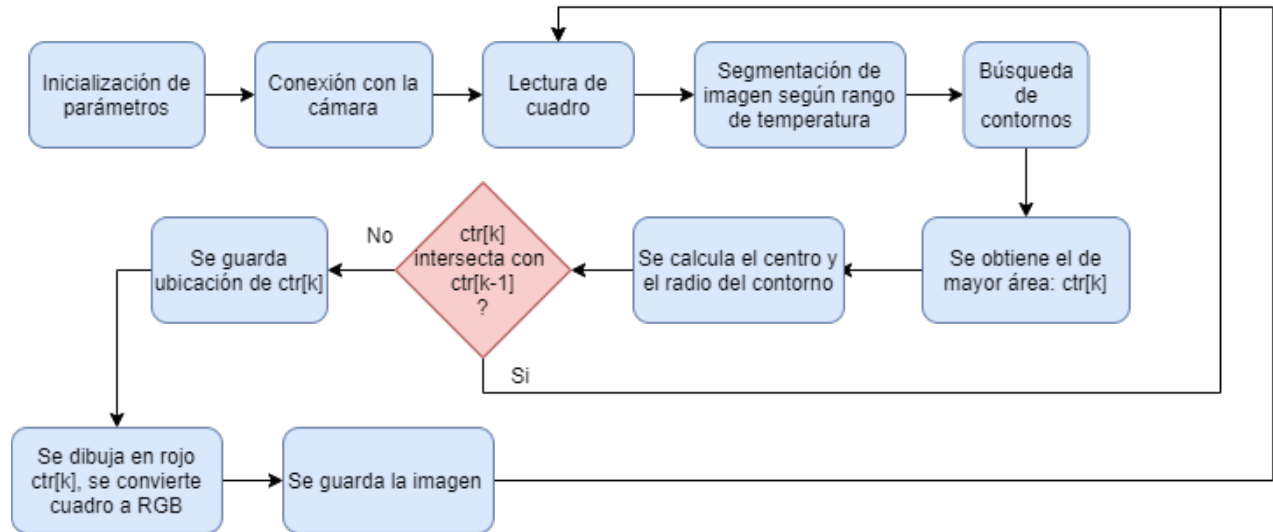 Inicialización de
parámetros
Conexión con la
cámara
Lectura de
cuadro
Segmentación de
imagen según rango
de temperatura
Búsqueda
de
contornos
Se obtiene el de
mayor área: ctr[k]
Se calcula el centro y
el radio del contorno
ctr[k]
intersecta con
ctr[k-1]
?
No
Si
Se guarda
ubicación de ctr[k]
Se dibuja en rojo
ctr[k], se convierte
cuadro a RGB
Se guarda la imagen